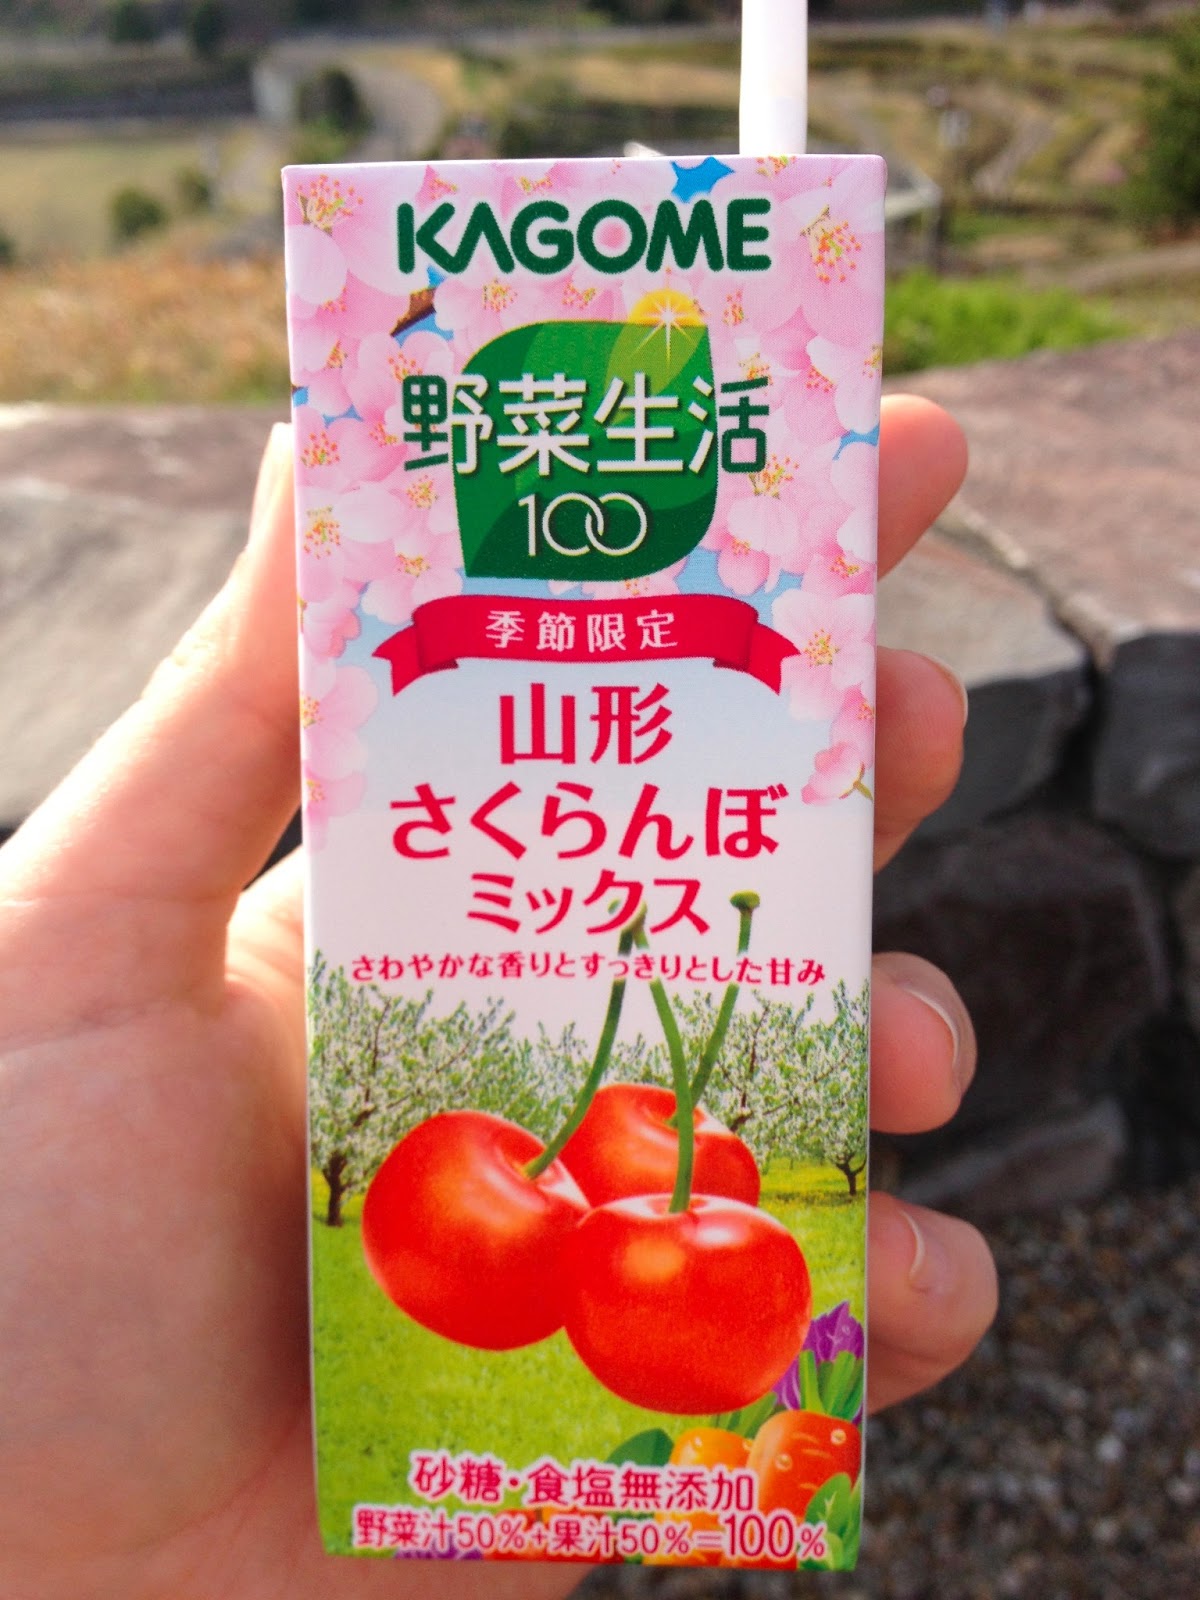 KAGOME
野菜生活
100
季節限定
山形
さくらんぼ
ミックス
さわやかな香りとすっきりとした甘み
砂糖・食塩無添加
野菜汁50%+果汁50%=100%